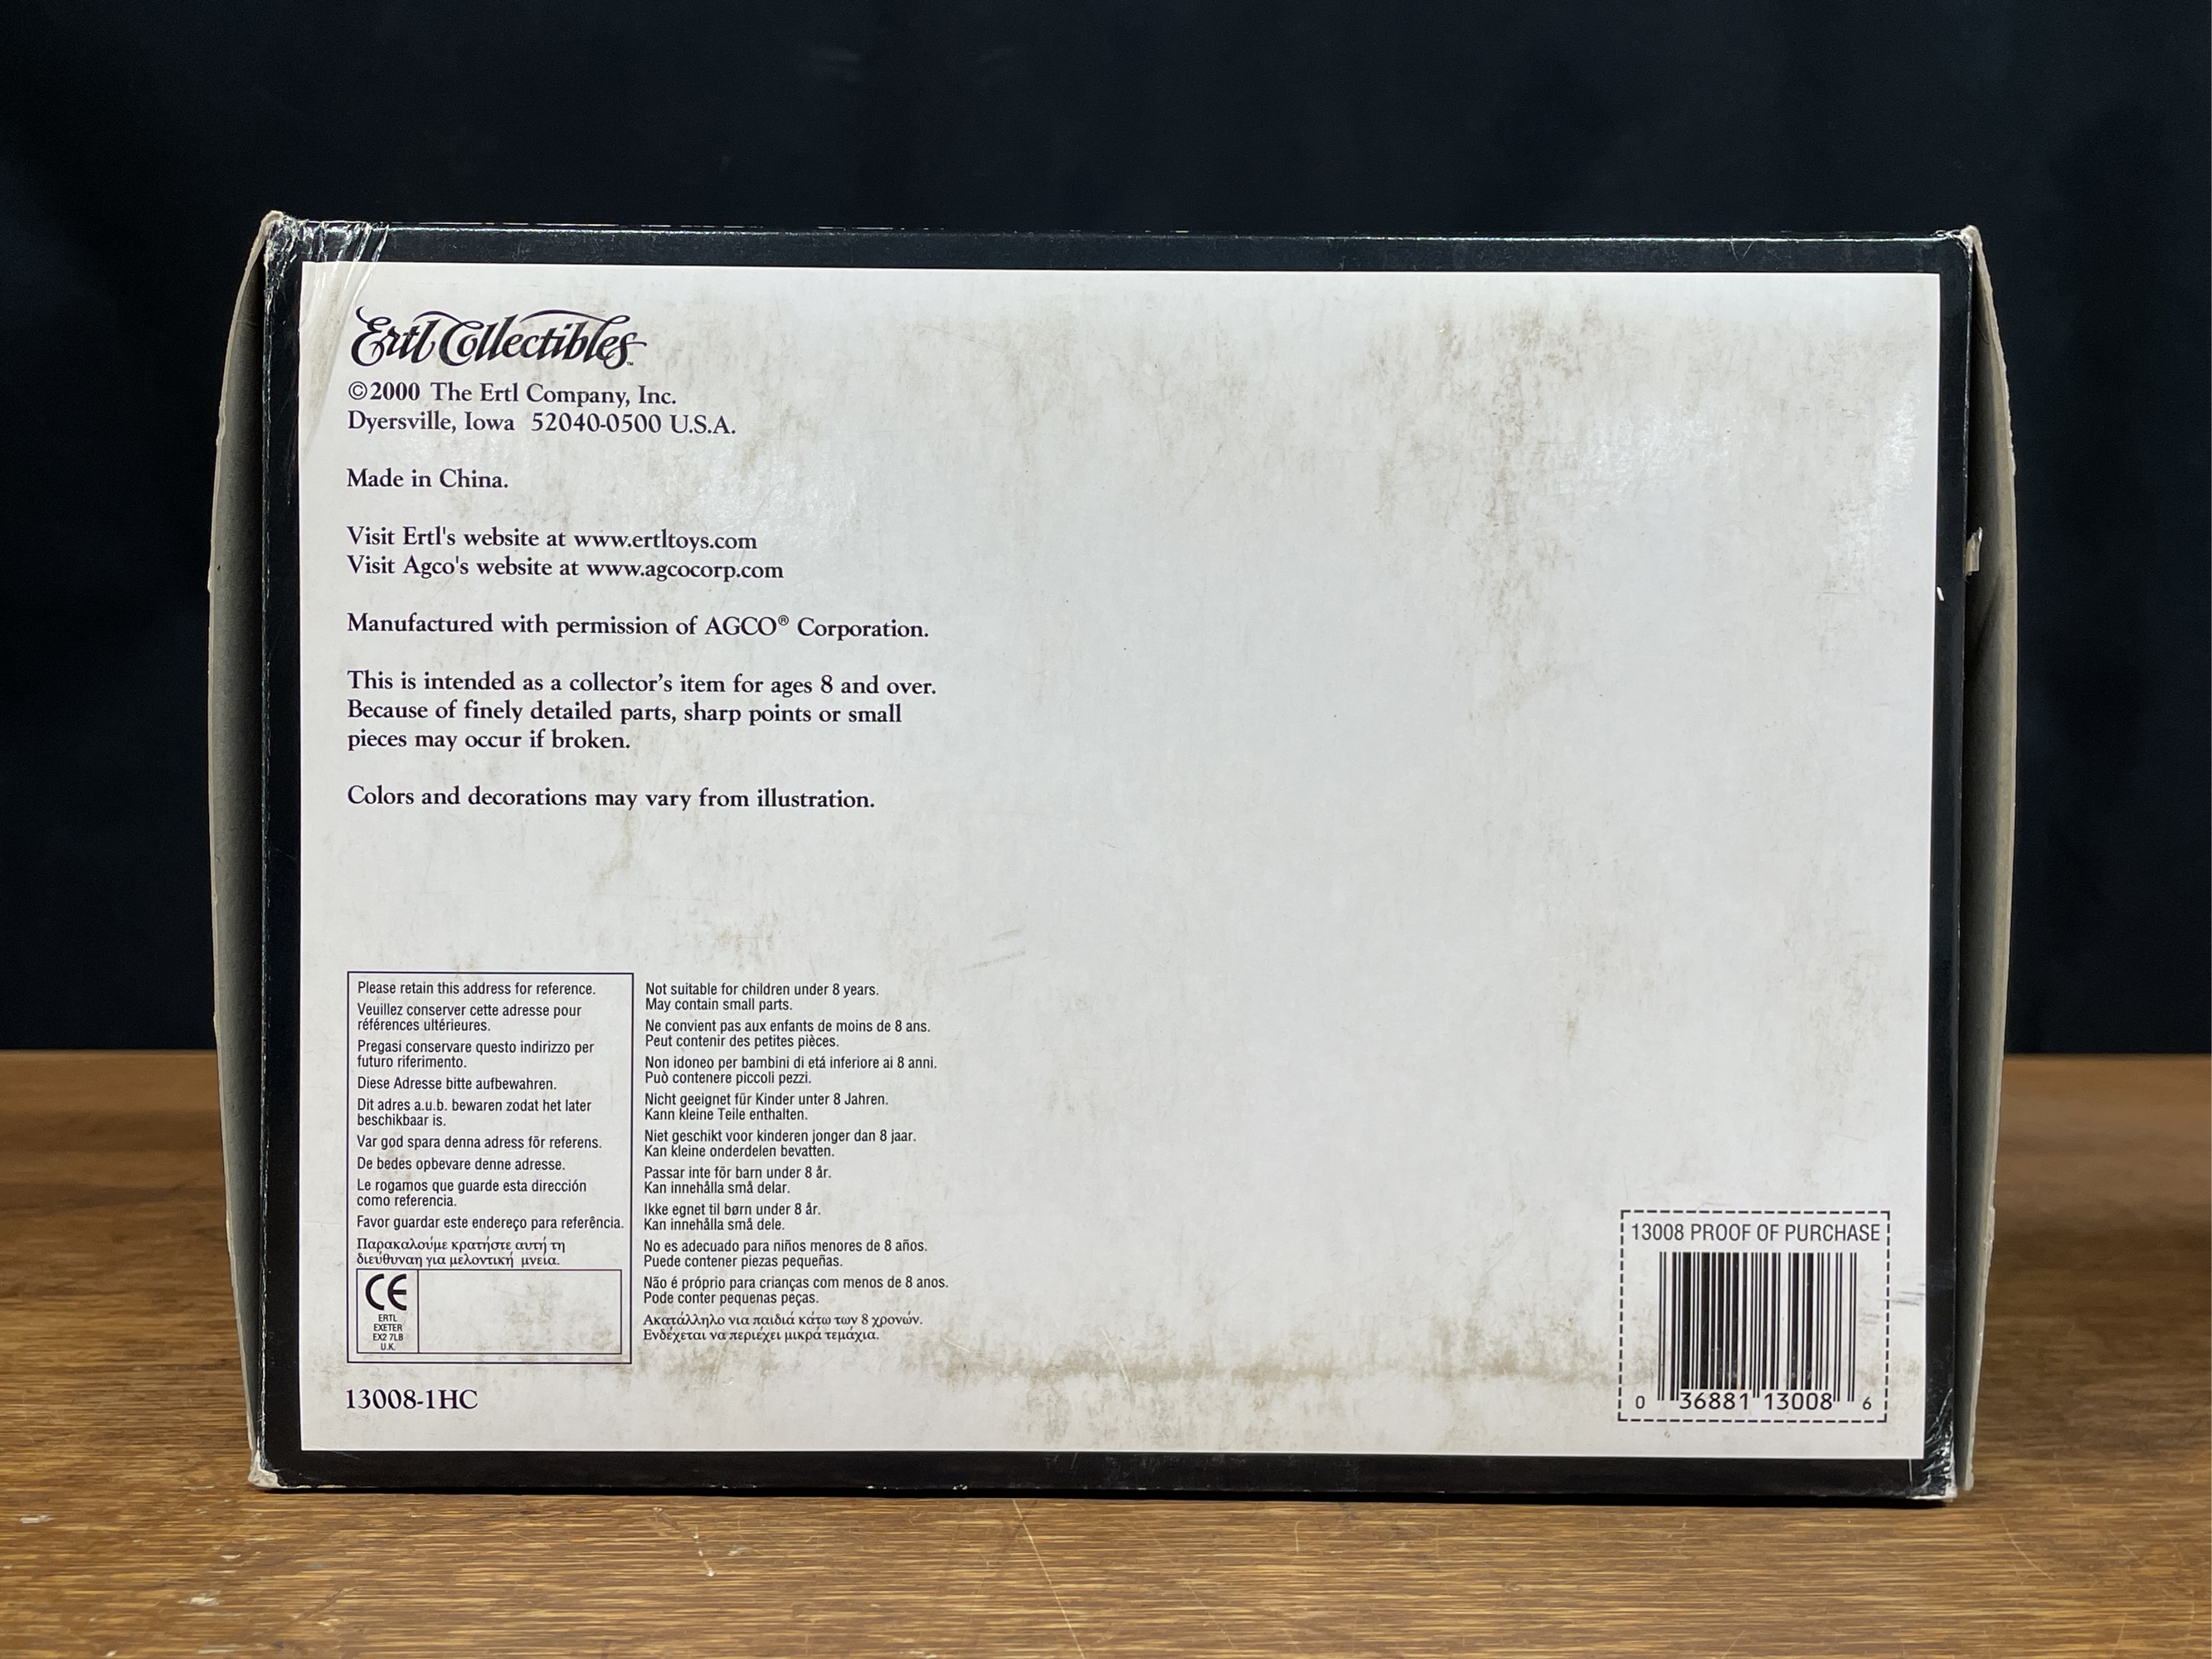 Ertl Collectibles™
©2000 The Ertl Company, Inc.
Dyersville, Iowa 52040-0500 U.S.A.
Made in China.
Visit Ertl's website at www.ertltoys.com
Visit Agco's website at www.agcocorp.com
Manufactured with permission of AGCO® Corporation.
This is intended as a collector's item for ages 8 and over.
Because of finely detailed parts, sharp points or small
pieces may occur if broken.
Colors and decorations may vary from illustration.
Please retain this address for reference.
Veuillez conserver cette adresse pour
références ultérieures.
Pregasi conservare questo indirizzo per
futuro riferimento.
Diese Adresse bitte aufbewahren.
Dit adres a.u.b. bewaren zodat het later
beschikbaar is.
Var god spara denna adress för referens.
De bedes opbevare denne adresse.
Le rogamos que guarde esta dirección
como referencia.
Favor guardar este endereço para referência.
Παρακαλούμε κρατήστε αυτή τη
διεύθυναη για μελοντική μνεία.
CE
ERTL
EXETER
EX2 7LB
U.K.
Not suitable for children under 8 years.
May contain small parts.
Ne convient pas aux enfants de moins de 8 ans.
Peut contenir des petites pièces.
Non idoneo per bambini di etá inferiore ai 8 anni.
Può contenere piccoli pezzi.
Nicht geeignet für Kinder unter 8 Jahren.
Kann kleine Teile enthalten.
Niet geschikt voor kinderen jonger dan 8 jaar.
Kan kleine onderdelen bevatten.
Passar inte för barn under 8 år.
Kan innehålla små delar.
Ikke egnet til børn under 8 år.
Kan innehålla små dele.
No es adecuado para niños menores de 8 años.
Puede contener piezas pequeñas.
Não é próprio para crianças com menos de 8 anos.
Pode conter pequenas peças.
Ακατάλληλο νια παιδιά κάτω των 8 χρονών.
Ενδέχεται να περιέχει μικρά τεμάχια.
13008-1HC
13008 PROOF OF PURCHASE
0 36881 13008 6